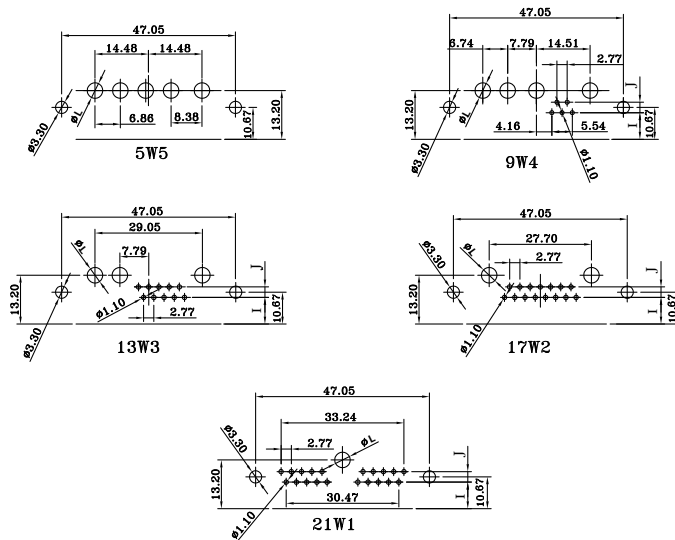 47.05
14.48 14.48
øL
6.86 8.38
13.20
10.67
ø3.30
5W5
47.05
6.74 7.79 14.51
2.77
13.20
øL
J
I
10.67
4.16 5.54
ø3.30
ø1.10
9W4
47.05
29.05
øL
7.79
J
I
13.20
10.67
ø1.10
2.77
ø3.30
13W3
47.05
27.70
ø3.30
øL
2.77
J
I
13.20
10.67
ø1.10
17W2
47.05
33.24
ø3.30
2.77
øL
J
I
13.20
10.67
ø1.10
30.47
21W1